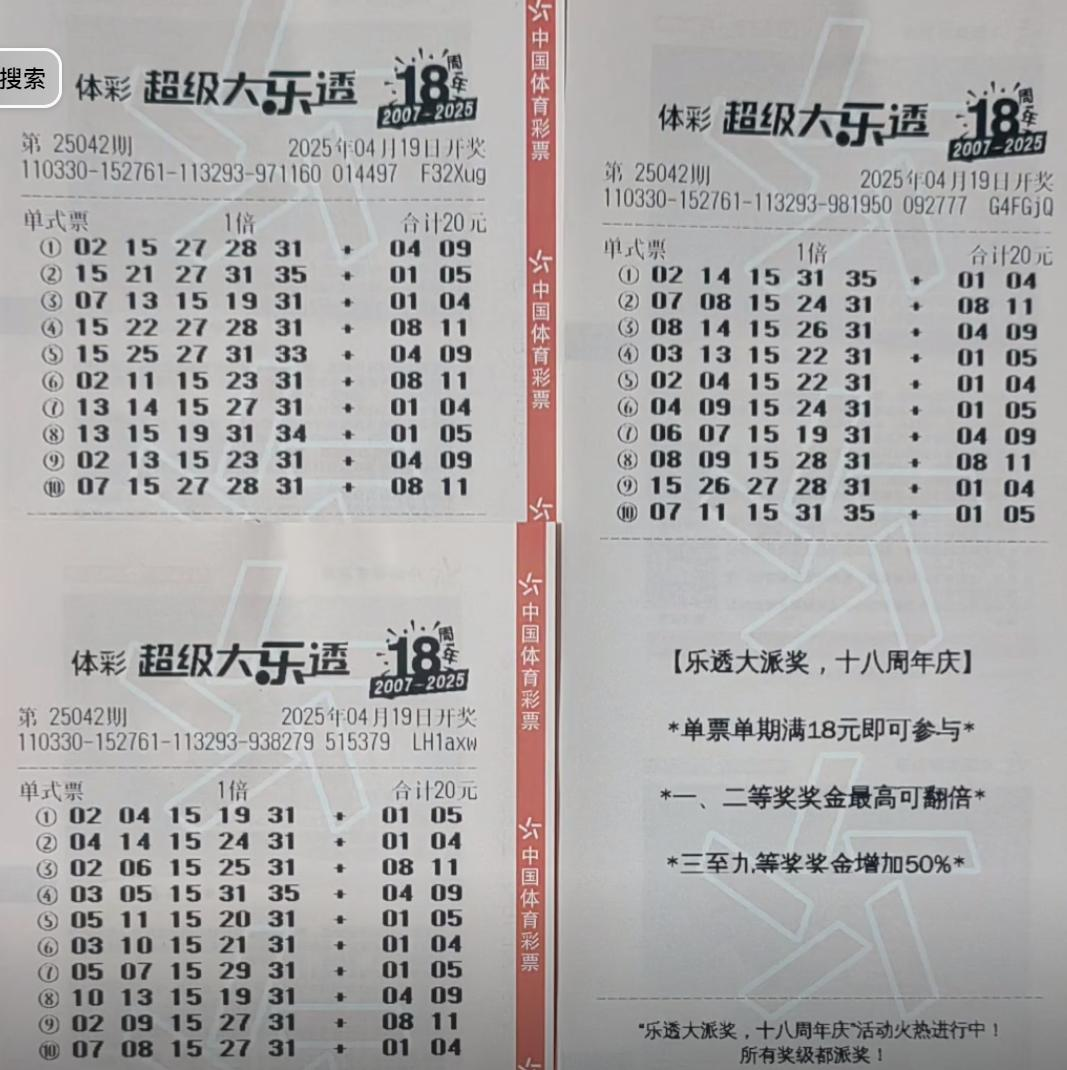 搜索
体彩 超级大乐透 18周年
2007-2025
第 25042期 2025年04月19日开奖
110330-152761-113293-971160 014497 F32Xug
单式票 1倍 合计20元
① 02 15 27 28 31 + 04 09
② 15 21 27 31 35 + 01 05
③ 07 13 15 19 31 + 01 04
④ 15 22 27 28 31 + 08 11
⑤ 15 25 27 31 33 + 04 09
⑥ 02 11 15 23 31 + 08 11
⑦ 13 14 15 27 31 + 01 04
⑧ 13 15 19 31 34 + 01 05
⑨ 02 13 15 23 31 + 04 09
⑩ 07 15 27 28 31 + 08 11
中国体育彩票
中国体育彩票
体彩 超级大乐透 18周年
2007-2025
第 25042期 2025年04月19日开奖
110330-152761-113293-981950 092777 G4FGjQ
单式票 1倍 合计20元
① 02 14 15 31 35 + 01 04
② 07 08 15 24 31 + 08 11
③ 08 14 15 26 31 + 04 09
④ 03 13 15 22 31 + 01 05
⑤ 02 04 15 22 31 + 01 04
⑥ 04 09 15 24 31 + 01 05
⑦ 06 07 15 19 31 + 04 09
⑧ 08 09 15 28 31 + 08 11
⑨ 15 26 27 28 31 + 01 04
⑩ 07 11 15 31 35 + 01 05
【乐透大派奖，十八周年庆】
*单票单期满18元即可参与*
*一、二等奖奖金最高可翻倍*
*三至九等奖奖金增加50%*
“乐透大派奖，十八周年庆”活动火热进行中！
所有奖级都派奖！
体彩 超级大乐透 18周年
2007-2025
第 25042期 2025年04月19日开奖
110330-152761-113293-938279 515379 LH1axw
单式票 1倍 合计20元
① 02 04 15 19 31 + 01 05
② 04 14 15 24 31 + 01 04
③ 02 06 15 25 31 + 08 11
④ 03 05 15 31 35 + 04 09
⑤ 05 11 15 20 31 + 01 05
⑥ 03 10 15 21 31 + 01 04
⑦ 05 07 15 29 31 + 01 05
⑧ 10 13 15 19 31 + 04 09
⑨ 02 09 15 27 31 + 08 11
⑩ 07 08 15 27 31 + 01 04
中国体育彩票
中国体育彩票